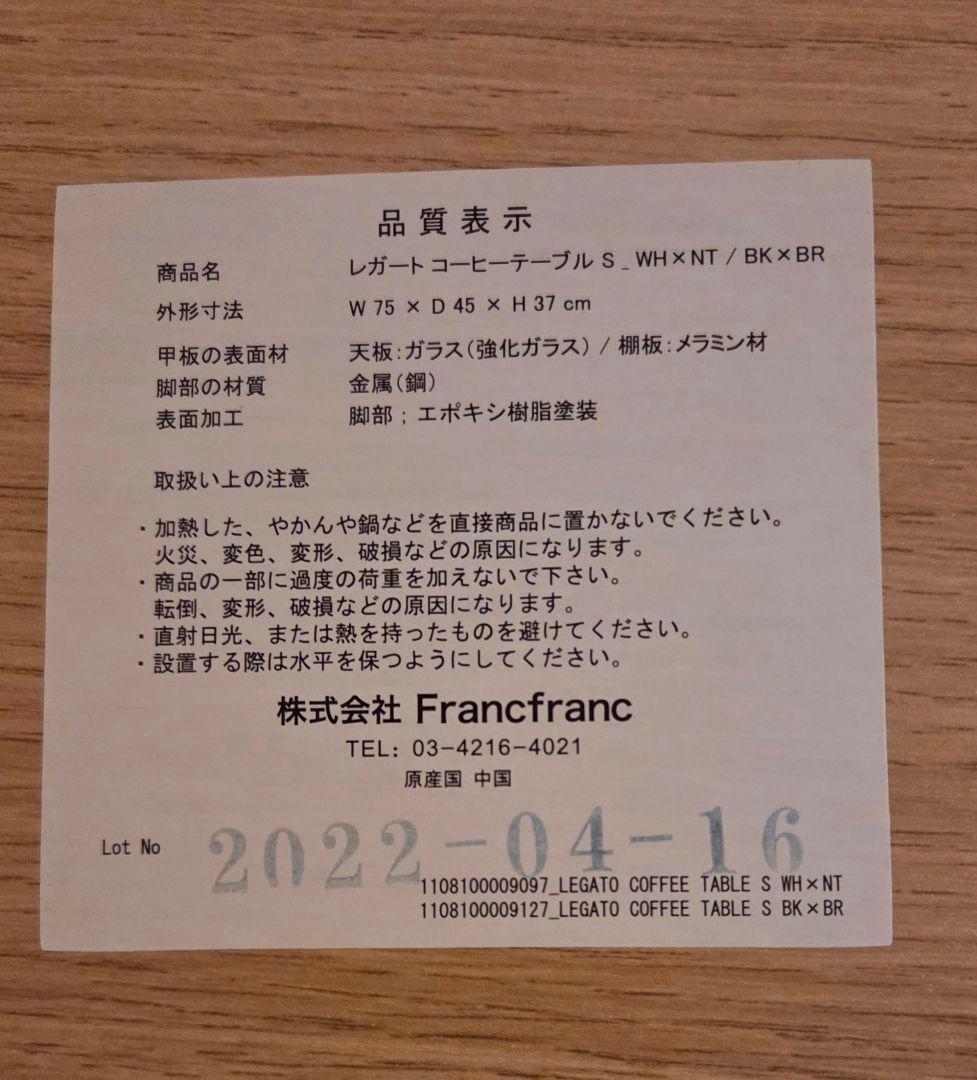 品質表示
商品名 レガート コーヒーテーブル S _ WH×NT / BK×BR
外形寸法 W 75 × D 45 × H 37 cm
甲板の表面材 天板:ガラス(強化ガラス) / 棚板:メラミン材
脚部の材質 金属(鋼)
表面加工 脚部 ; エポキシ樹脂塗装
取扱い上の注意
・加熱した、やかんや鍋などを直接商品に置かないでください。
火災、変色、変形、破損などの原因になります。
・商品の一部に過度の荷重を加えないで下さい。
転倒、変形、破損などの原因になります。
・直射日光、または熱を持ったものを避けてください。
・設置する際は水平を保つようにしてください。
株式会社 Francfranc
TEL: 03-4216-4021
原産国 中国
Lot No 2022-04-16
1108100009097_LEGATO COFFEE TABLE S WH×NT
1108100009127_LEGATO COFFEE TABLE S BK×BR